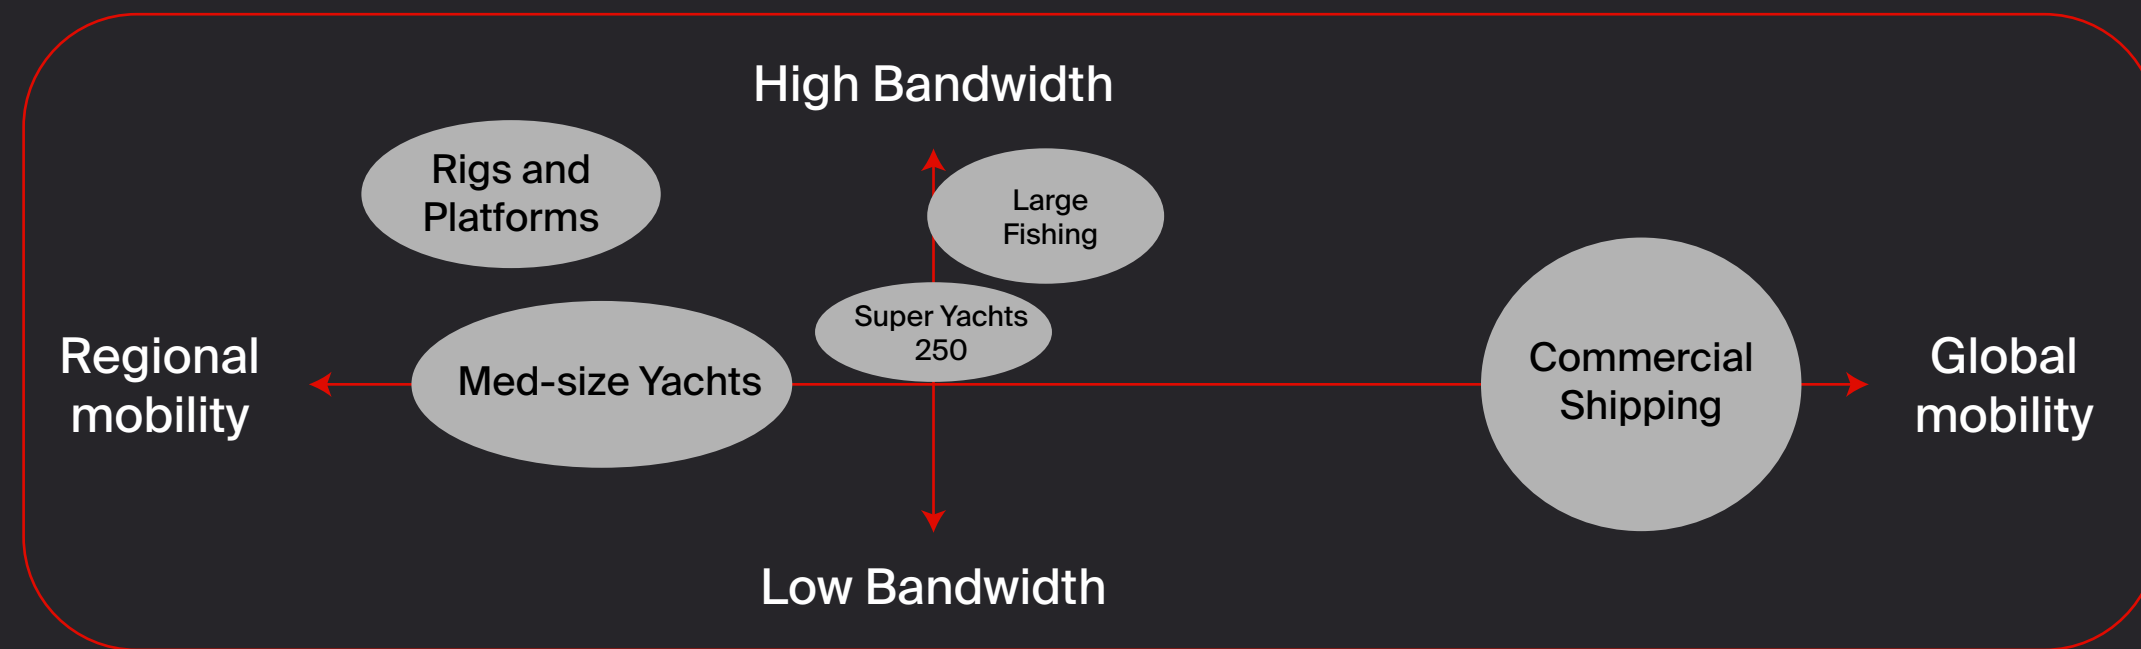 High Bandwidth
Rigs and
Platforms
Large
Fishing
Super Yachts
250
Regional
mobility
Med-size Yachts
Commercial
Shipping
Global
mobility
Low Bandwidth